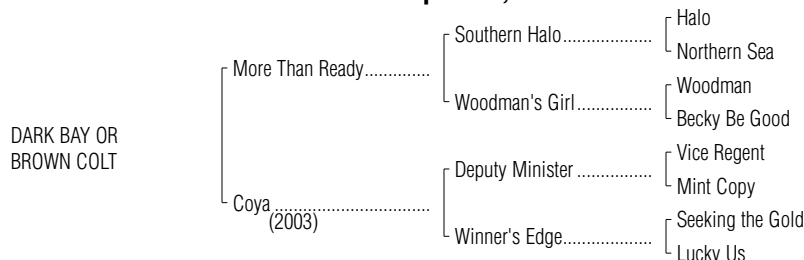 Halo
Southern Halo
Northern Sea
More Than Ready
Woodman
Woodman's Girl
Becky Be Good
DARK BAY OR
BROWN COLT
Vice Regent
Deputy Minister
Mint Copy
Coya
(2003)
Seeking the Gold
Winner's Edge
Lucky Us